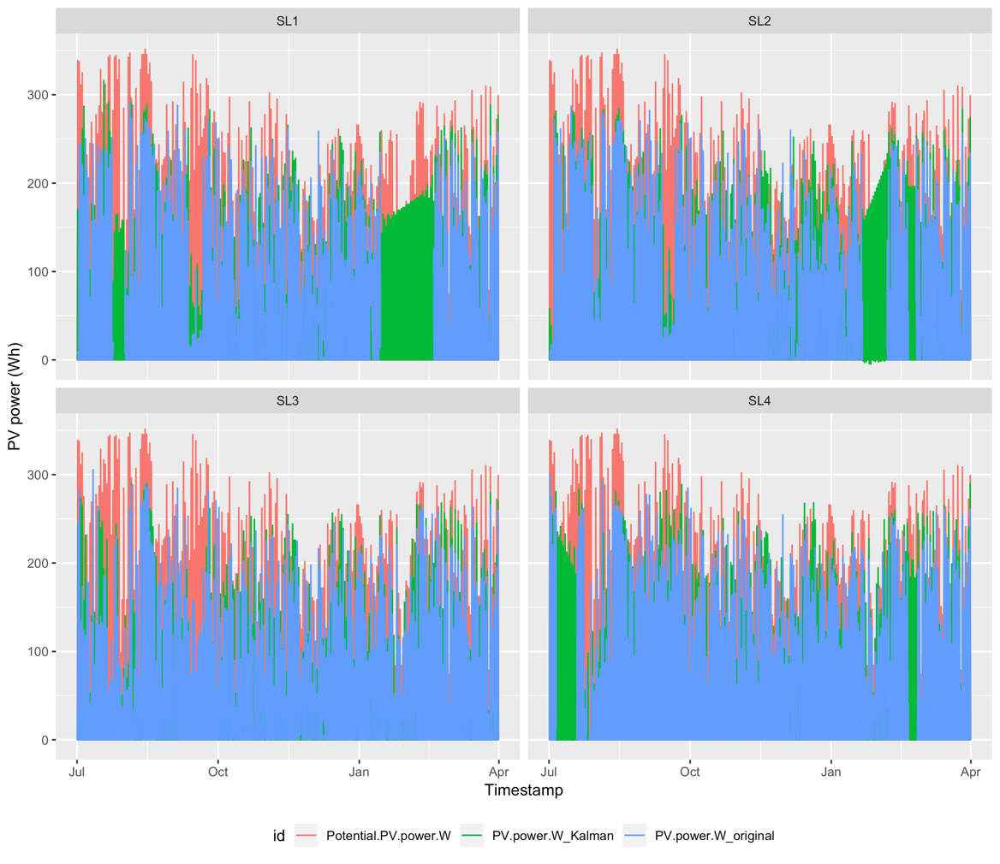 SL1 SL2
300
200
100
0
PV power (Wh)
SL3 SL4
300
200
100
0
Jul Oct Jan Apr Jul Oct Jan Apr
Timestamp
id Potential.PV.power.W PV.power.W_Kalman PV.power.W_original